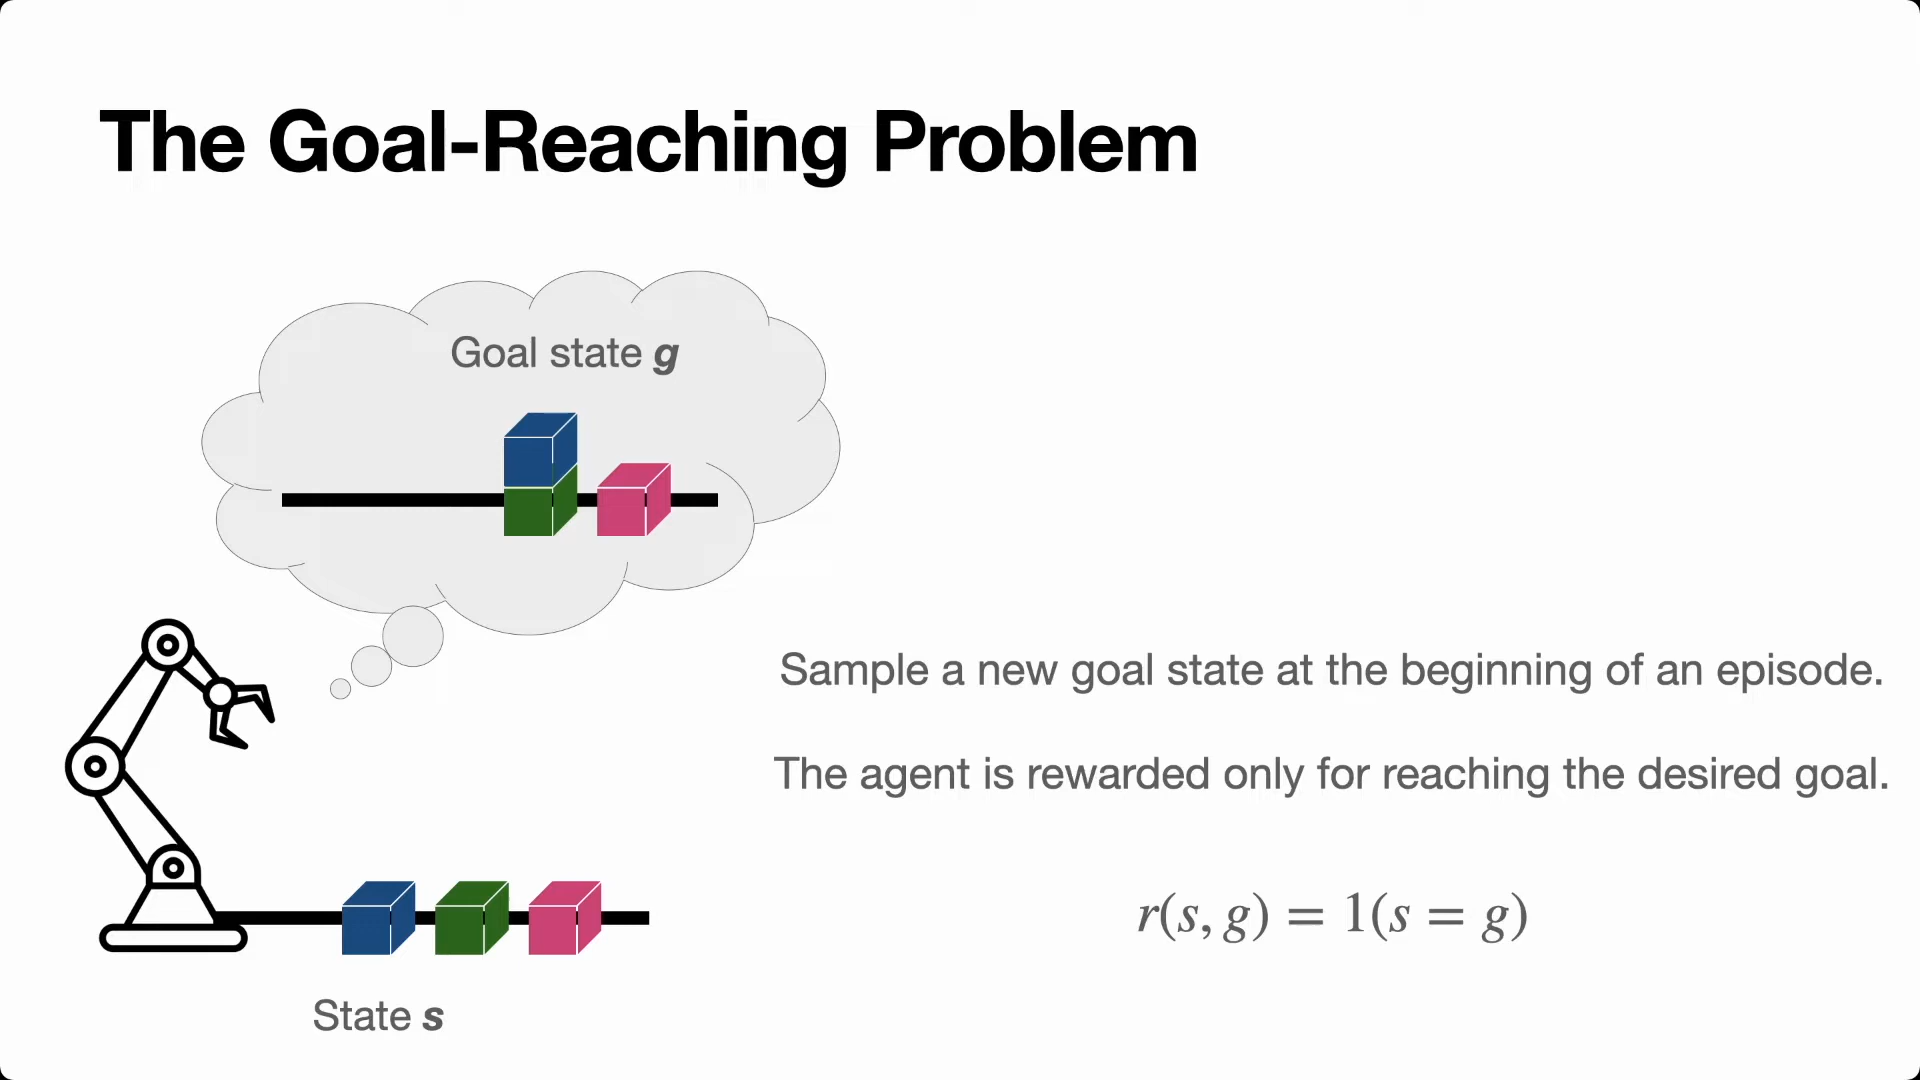 The Goal-Reaching Problem
Goal state g
Sample a new goal state at the beginning of an episode.
The agent is rewarded only for reaching the desired goal.
r(s, g) = 1(s = g)
State s